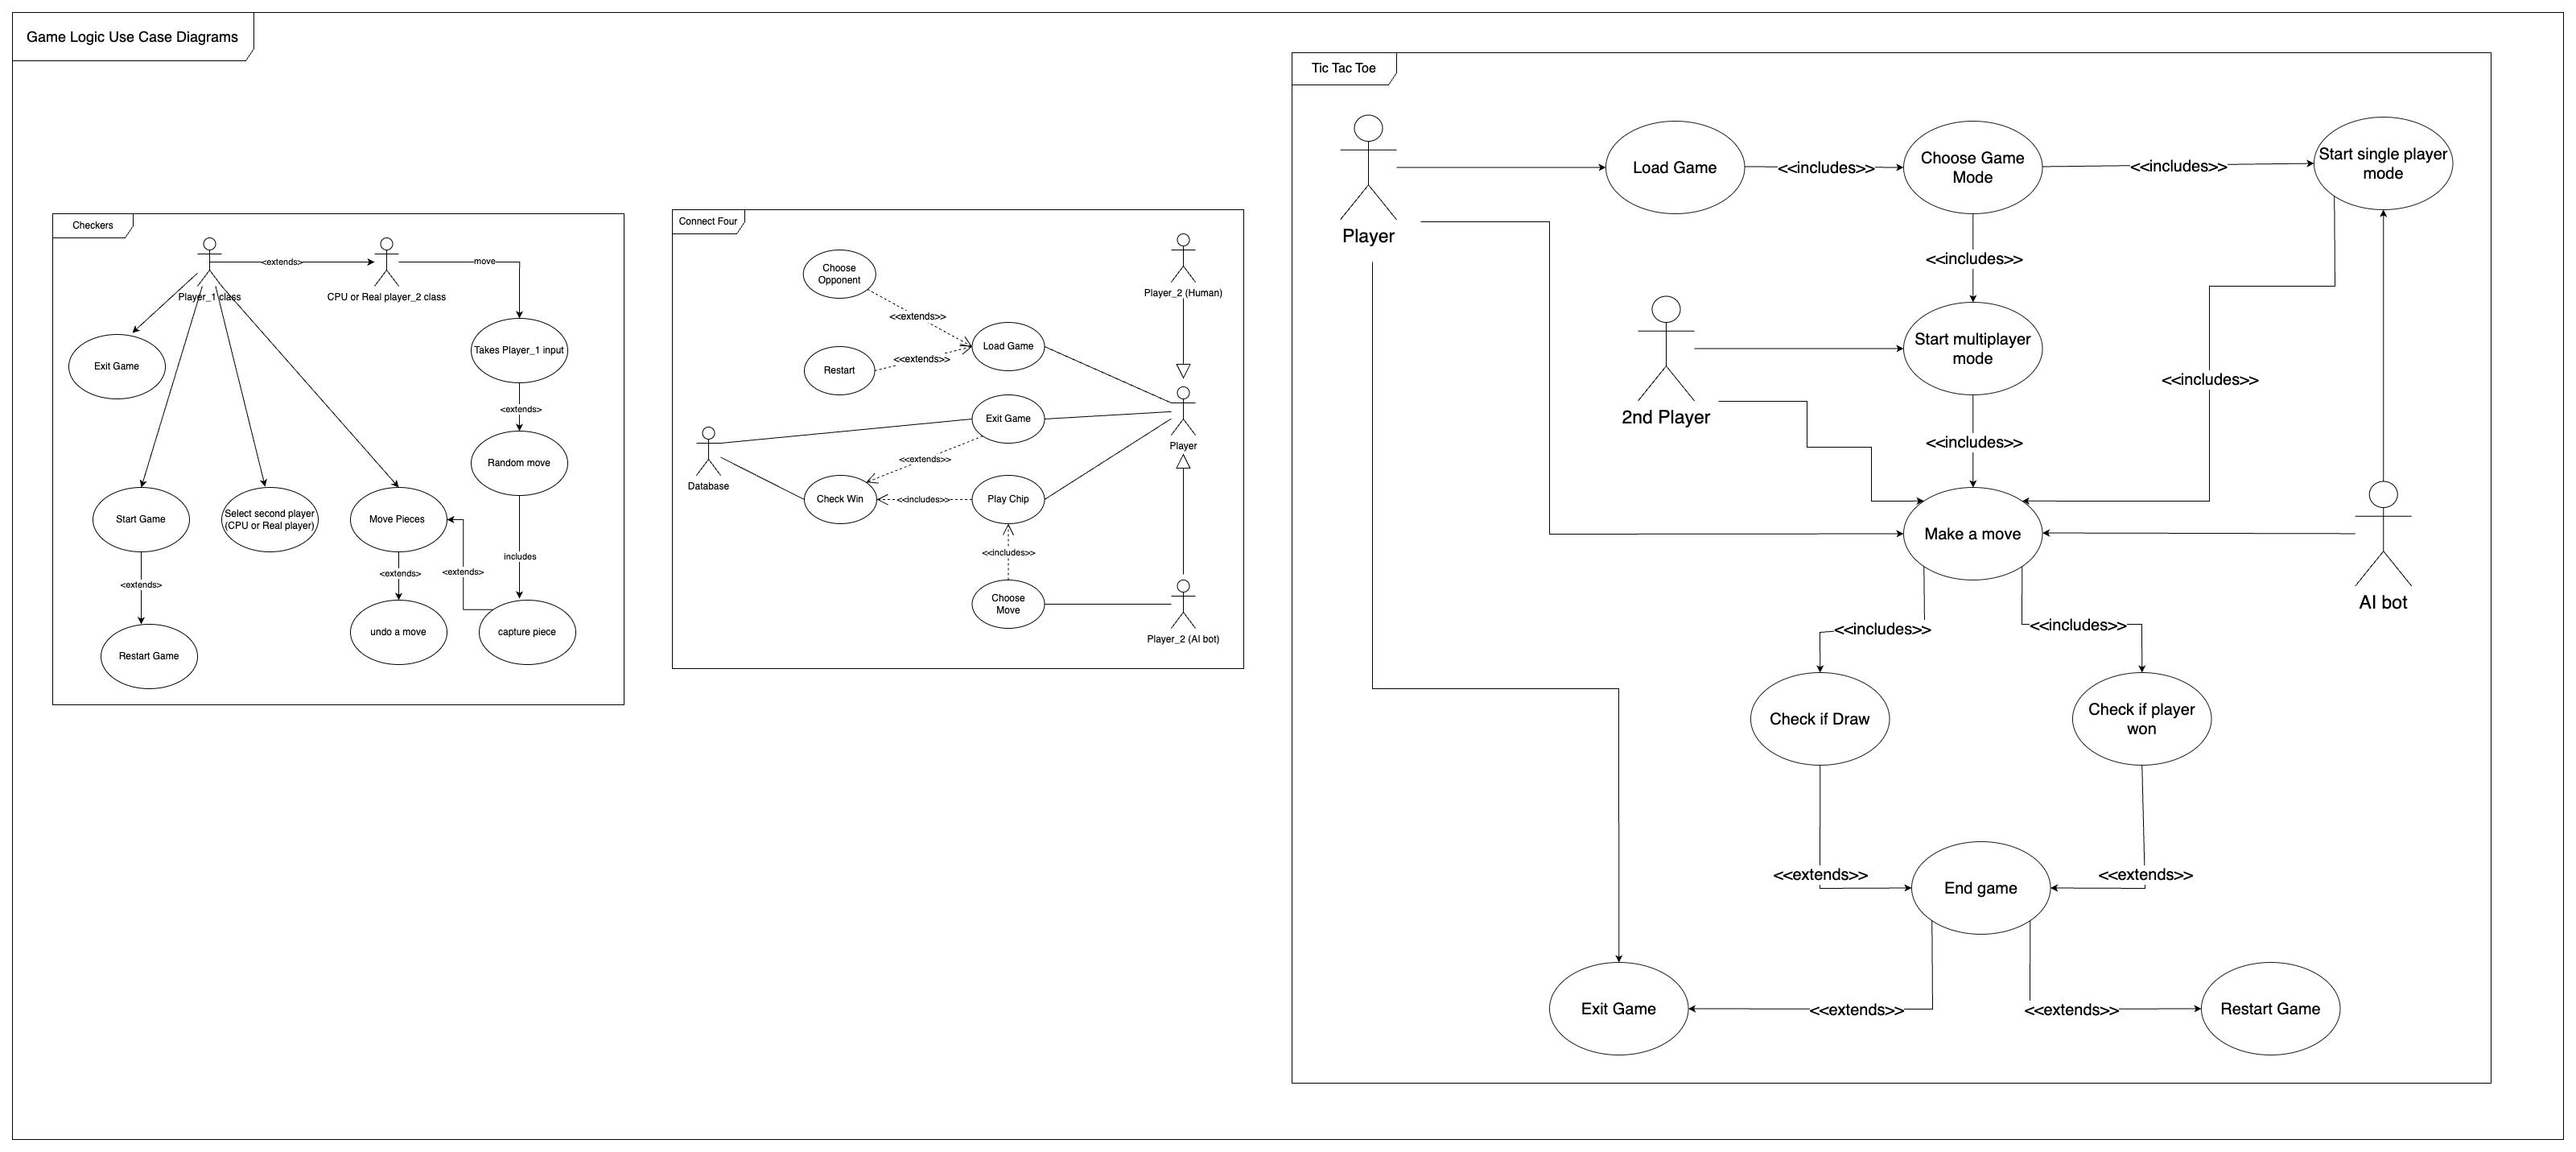 Game Logic Use Case Diagrams
Checkers
<extends>
move
Player_1 class
CPU or Real player_2 class
Exit Game
Takes Player_1 input
<extends>
Random move
Start Game
Select second player
(CPU or Real player)
Move Pieces
includes
<extends>
<extends>
<extends>
Restart Game
undo a move
capture piece
Connect Four
Choose
Opponent
Player_2 (Human)
<<extends>>
Load Game
<<extends>>
Restart
Exit Game
Player
<<extends>>
Database
Check Win
<<includes>>
Play Chip
<<includes>>
Choose
Move
Player_2 (AI bot)
Tic Tac Toe
Player
Load Game
<<includes>>
Choose Game
Mode
<<includes>>
Start single player
mode
<<includes>>
2nd Player
Start multiplayer
mode
<<includes>>
<<includes>>
Make a move
AI bot
<<includes>>
<<includes>>
Check if Draw
Check if player
won
<<extends>>
<<extends>>
End game
Exit Game
<<extends>>
<<extends>>
Restart Game